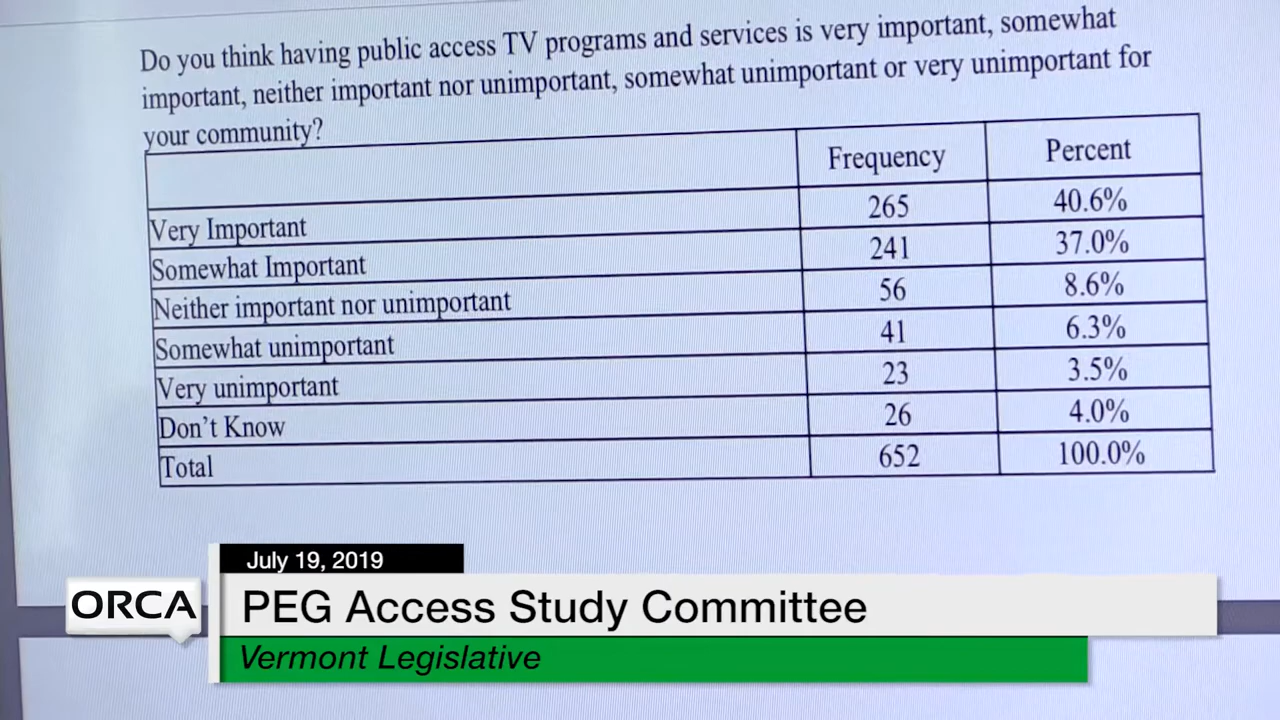 Do you think having public access TV programs and services is very important, somewhat
important, neither important nor unimportant, somewhat unimportant or very unimportant for
your community?
Frequency Percent
Very Important 265 40.6%
Somewhat Important 241 37.0%
Neither important nor unimportant 56 8.6%
Somewhat unimportant 41 6.3%
Very unimportant 23 3.5%
Don't Know 26 4.0%
Total 652 100.0%
July 19, 2019
ORCA
PEG Access Study Committee
Vermont Legislative